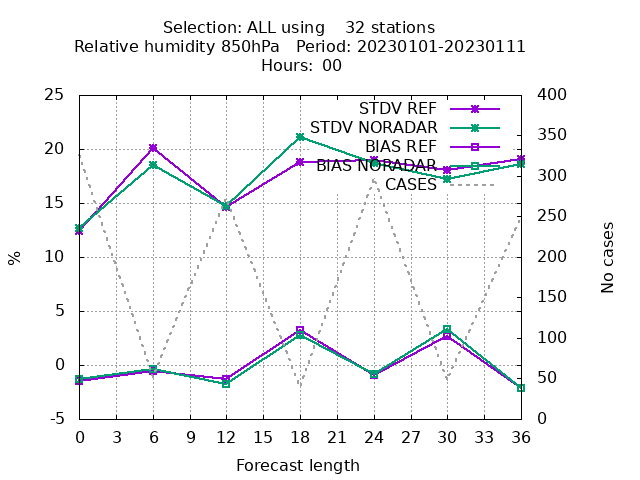 Selection: ALL using    32 stations
Relative humidity 850hPa   Period: 20230101-20230111
Hours: 00
STDV REF
STDV NORADAR
BIAS REF
BIAS NORADAR
CASES
25
20
15
10
5
0
-5
%
400
350
300
250
200
150
100
50
0
No cases
0 3 6 9 12 15 18 21 24 27 30 33 36
Forecast length